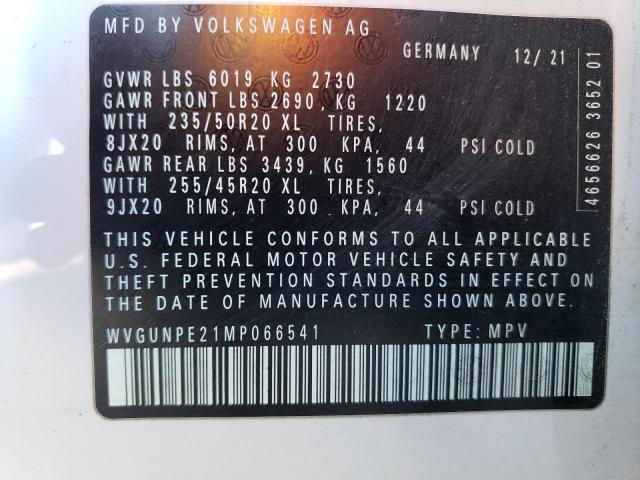 MFD BY VOLKSWAGEN AG
GERMANY 12/ 21
GVWR LBS 6019 KG 2730
GAWR FRONT LBS 2690, KG 1220
WITH 235/50R20 XL TIRES,
8JX20 RIMS, AT 300 KPA, 44 PSI COLD
GAWR REAR LBS 3439, KG 1560
WITH 255/45R20 XL TIRES,
9JX20 RIMS, AT 300 KPA, 44 PSI COLD
THIS VEHICLE CONFORMS TO ALL APPLICABLE
U.S. FEDERAL MOTOR VEHICLE SAFETY AND
THEFT PREVENTION STANDARDS IN EFFECT ON
THE DATE OF MANUFACTURE SHOWN ABOVE.
WVGUNPE21MP066541 TYPE: MPV
4656626 3652 01